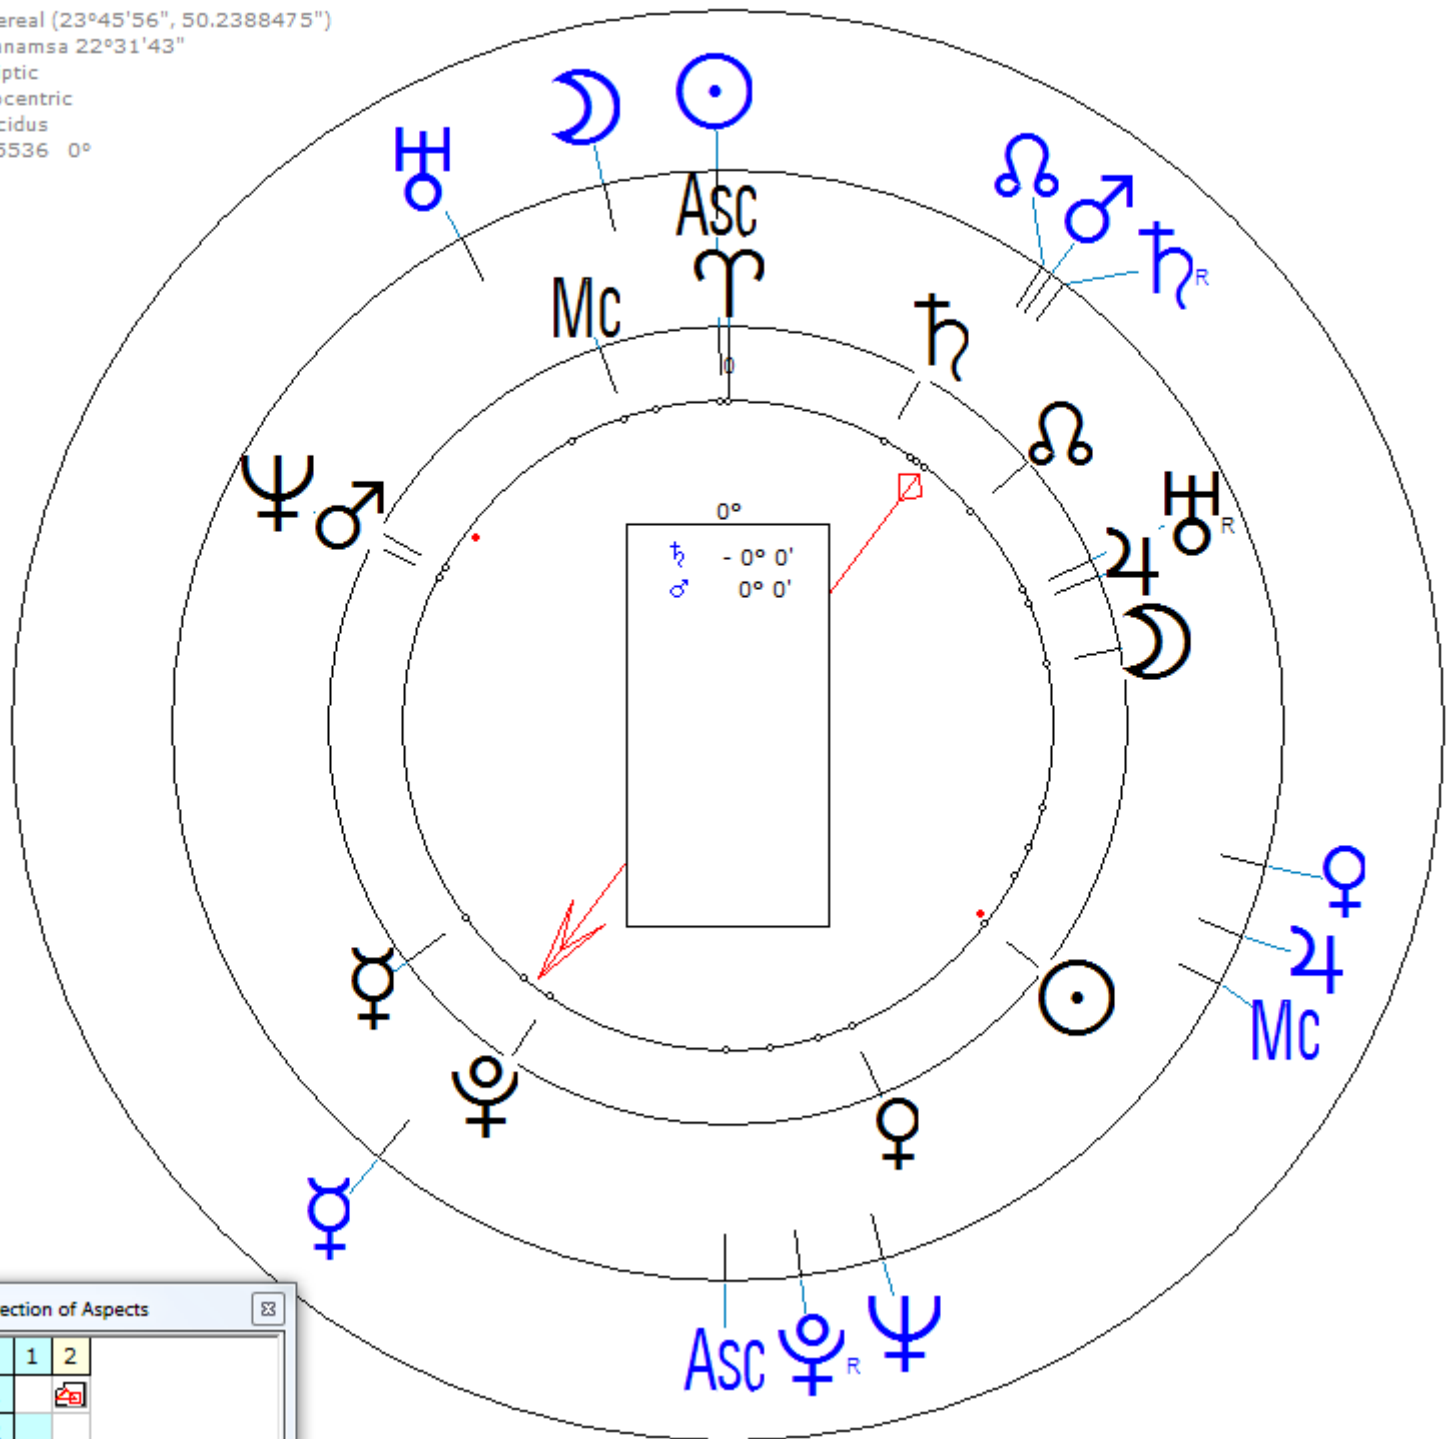 ereal (23°45'56", 50.2388475")
namsa 22°31'43"
ptic
centric
cidus
5536 0°
Asc
Mc
0
R
R
0°
♄ - 0° 0'
♂ 0° 0'
Mc
Asc
R
ection of Aspects
1 2